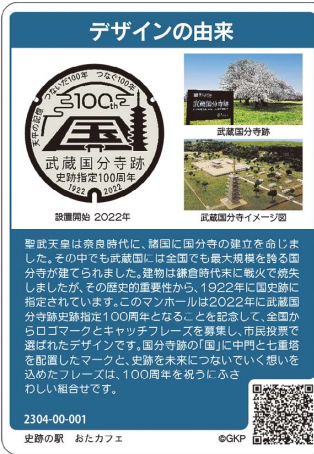 デザインの由来
つないだ100年 つなぐ100年
天平の記憶
100th
国
武蔵国分寺跡
史跡指定100周年
1922 2022
設置開始 2022年
武蔵国分寺跡
武蔵国分寺跡
武蔵国分寺イメージ図
聖武天皇は奈良時代に、諸国に国分寺の建立を命じま
した。その中でも武蔵国には全国でも最大規模を誇る国
分寺が建てられました。建物は鎌倉時代末に戦火で焼失
しましたが、その歴史的重要性から、1922年に国史跡に
指定されています。このマンホールは2022年に武蔵国
分寺跡史跡指定100周年となることを記念して、全国か
らロゴマークとキャッチフレーズを募集し、市民投票で
選ばれたデザインです。国分寺跡の「国」に中門と七重塔
を配置したマークと、史跡を未来につないでいく想いを
込めたフレーズは、100周年を祝うにふさ
わしい組合せです。
2304-00-001
史跡の駅 おたカフェ
©GKP